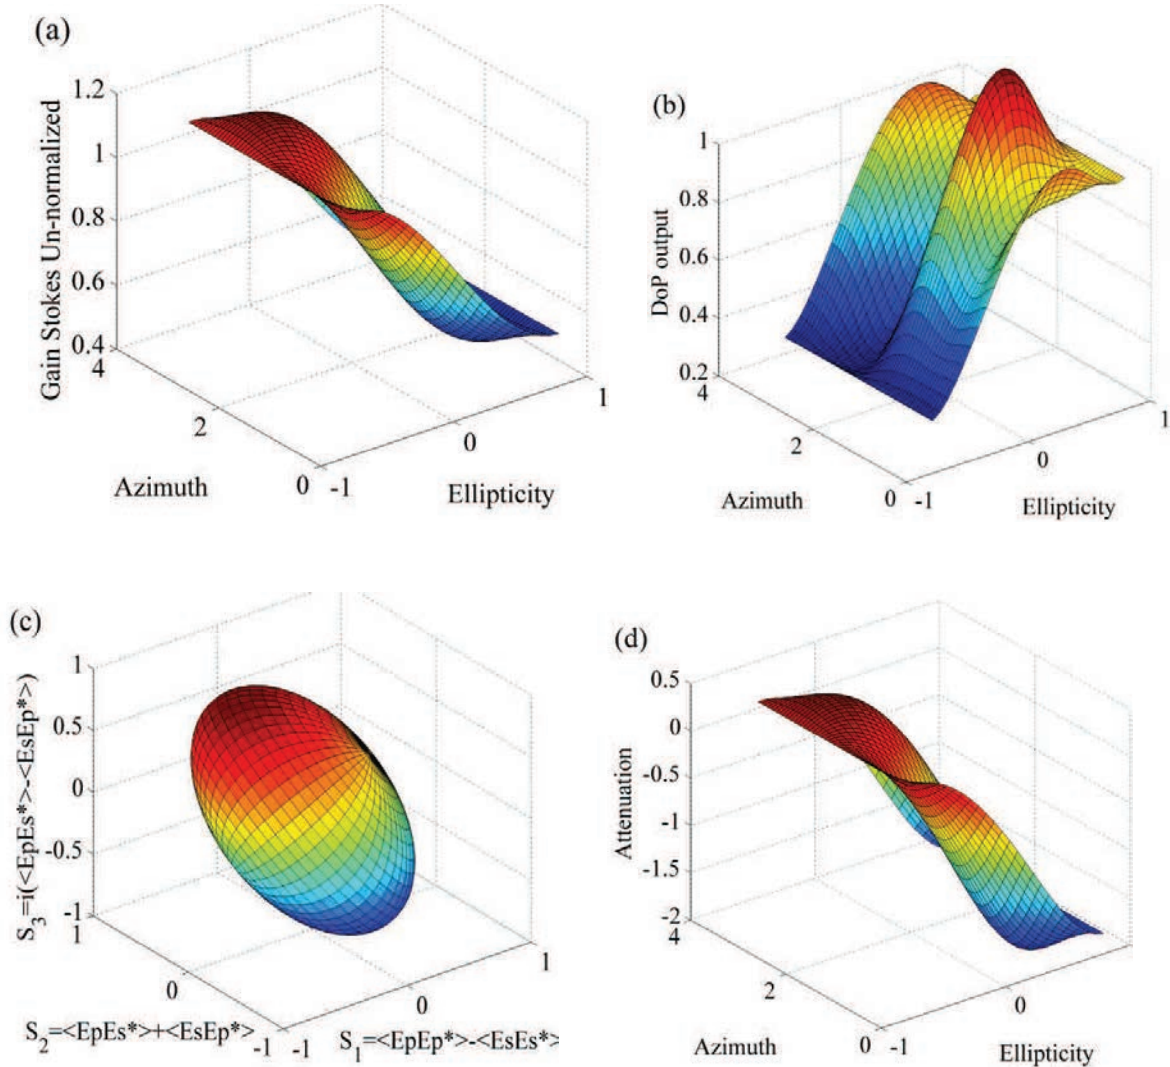 (a)
Gain Stokes Un-normalized
1.2
1
0.8
0.6
0.4
4
2
0
-1
0
1
Azimuth
Ellipticity
(b)
DoP output
1
0.8
0.6
0.4
0.2
4
2
0
-1
0
1
Azimuth
Ellipticity
(c)
S3=i(<EpEs*>-<EsEp*>)
1
0.5
0
-0.5
-1
1
0
-1
-1
0
1
S2=<EpEs*>+<EsEp*>
S1=<EpEp*>-<EsEs*>
(d)
Attenuation
0.5
0
-0.5
-1
-1.5
-2
4
2
0
-1
0
Azimuth
Ellipticity